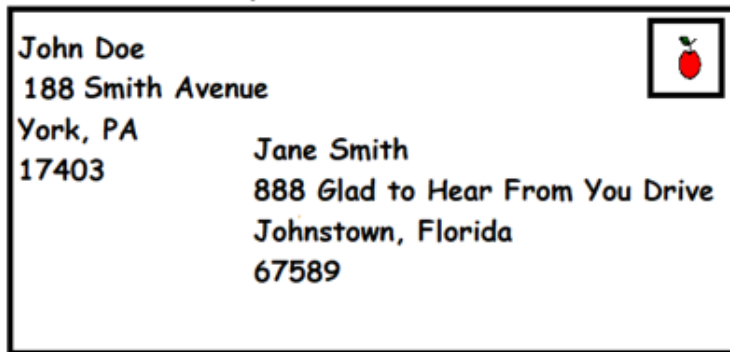 John Doe
188 Smith Avenue
York, PA
17403
Jane Smith
888 Glad to Hear From You Drive
Johnstown, Florida
67589